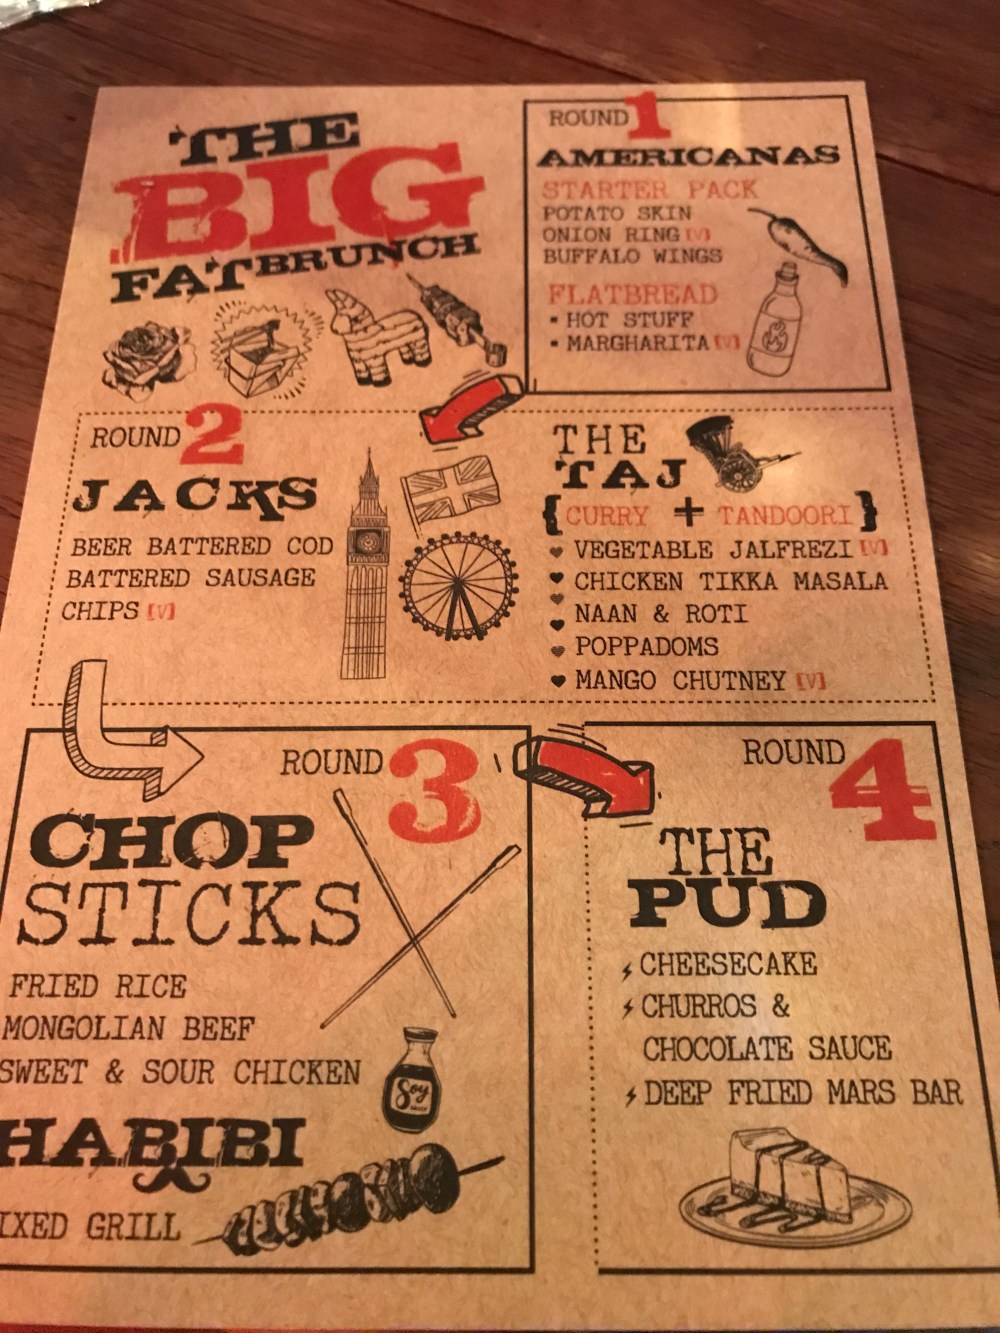 THE
BIG
FAT BRUNCH
ROUND 1
AMERICANAS
STARTER PACK
POTATO SKIN
ONION RING [V]
BUFFALO WINGS
FLATBREAD
▪ HOT STUFF
▪ MARGHARITA [V]
ROUND 2
JACKS
BEER BATTERED COD
BATTERED SAUSAGE
CHIPS [V]
THE
TAJ
{CURRY + TANDOORI}
♥ VEGETABLE JALFREZI [V]
♥ CHICKEN TIKKA MASALA
♥ NAAN & ROTI
♥ POPPADOMS
♥ MANGO CHUTNEY [V]
ROUND 3
CHOP
STICKS
FRIED RICE
MONGOLIAN BEEF
SWEET & SOUR CHICKEN
Soy
HABIBI
IXED GRILL
ROUND 4
THE
PUD
CHEESECAKE
CHURROS &
CHOCOLATE SAUCE
DEEP FRIED MARS BAR